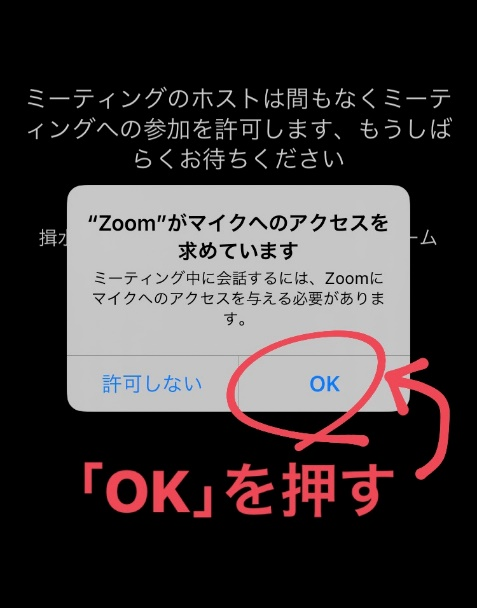 ミーティングのホストは間もなくミーテ
ィングへの参加を許可します、もうしば
らくお待ちください
“Zoom”がマイクへのアクセスを
求めています
ーム
ミーティング中に会話するには、Zoomに
マイクへのアクセスを与える必要がありま
す。
許可しない
OK
「OK」を押す